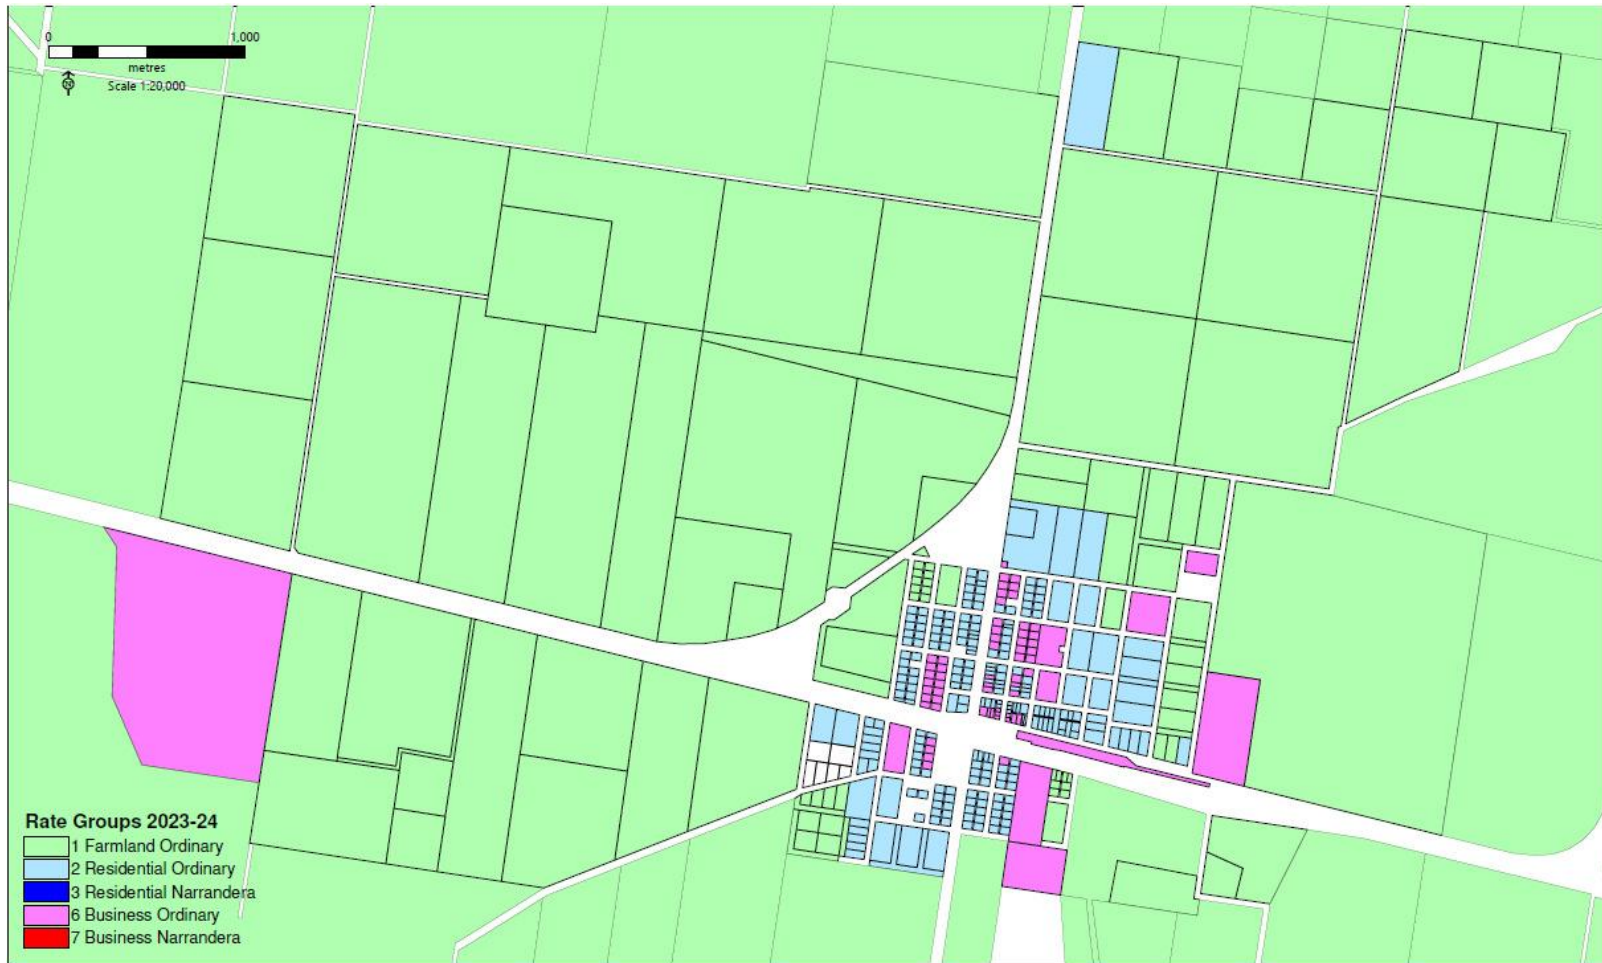 0 1,000
metres
Scale 1:20,000
Rate Groups 2023-24
1 Farmland Ordinary
2 Residential Ordinary
3 Residential Narrandera
6 Business Ordinary
7 Business Narrandera